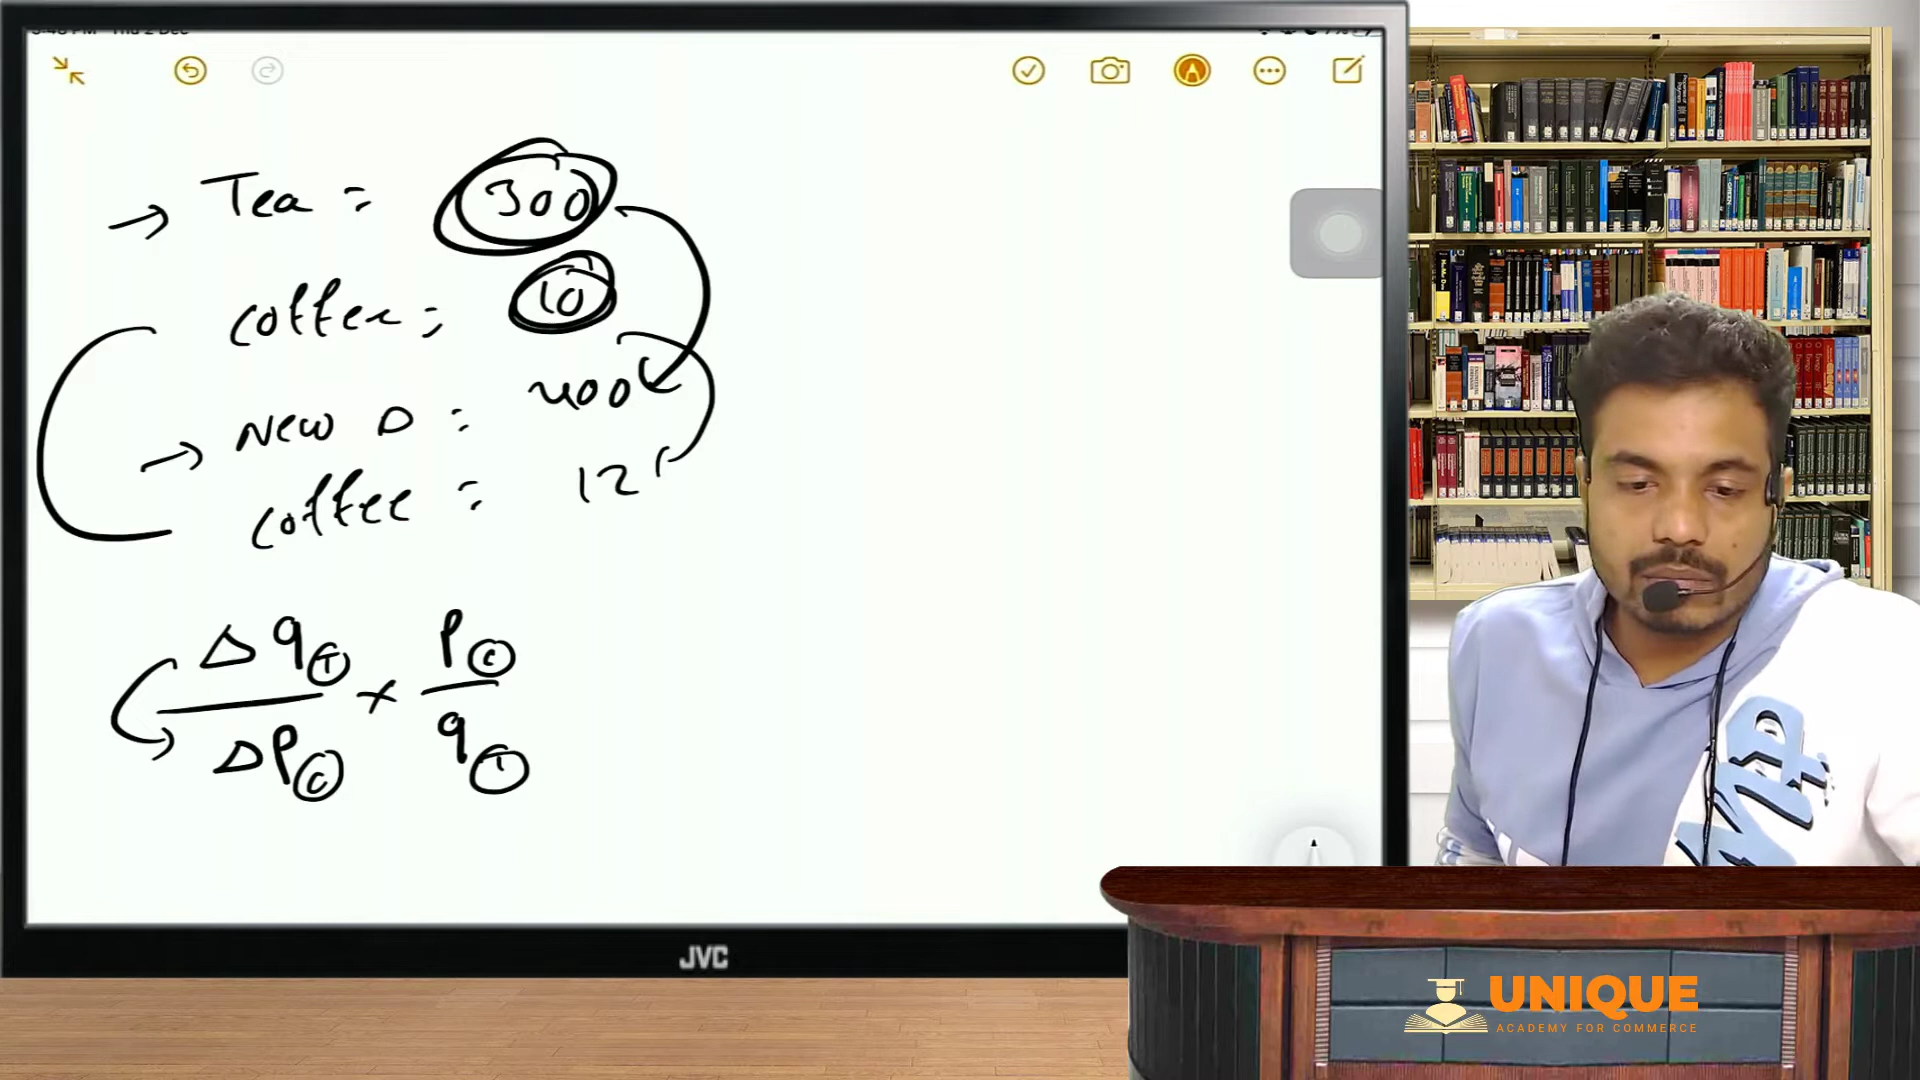 → Tea = 300
coffee = 10
→ New D = 400
coffee = 12
Δq(T) / ΔP(c) × P(c) / q(T)
JVC
UNIQUE
ACADEMY FOR COMMERCE